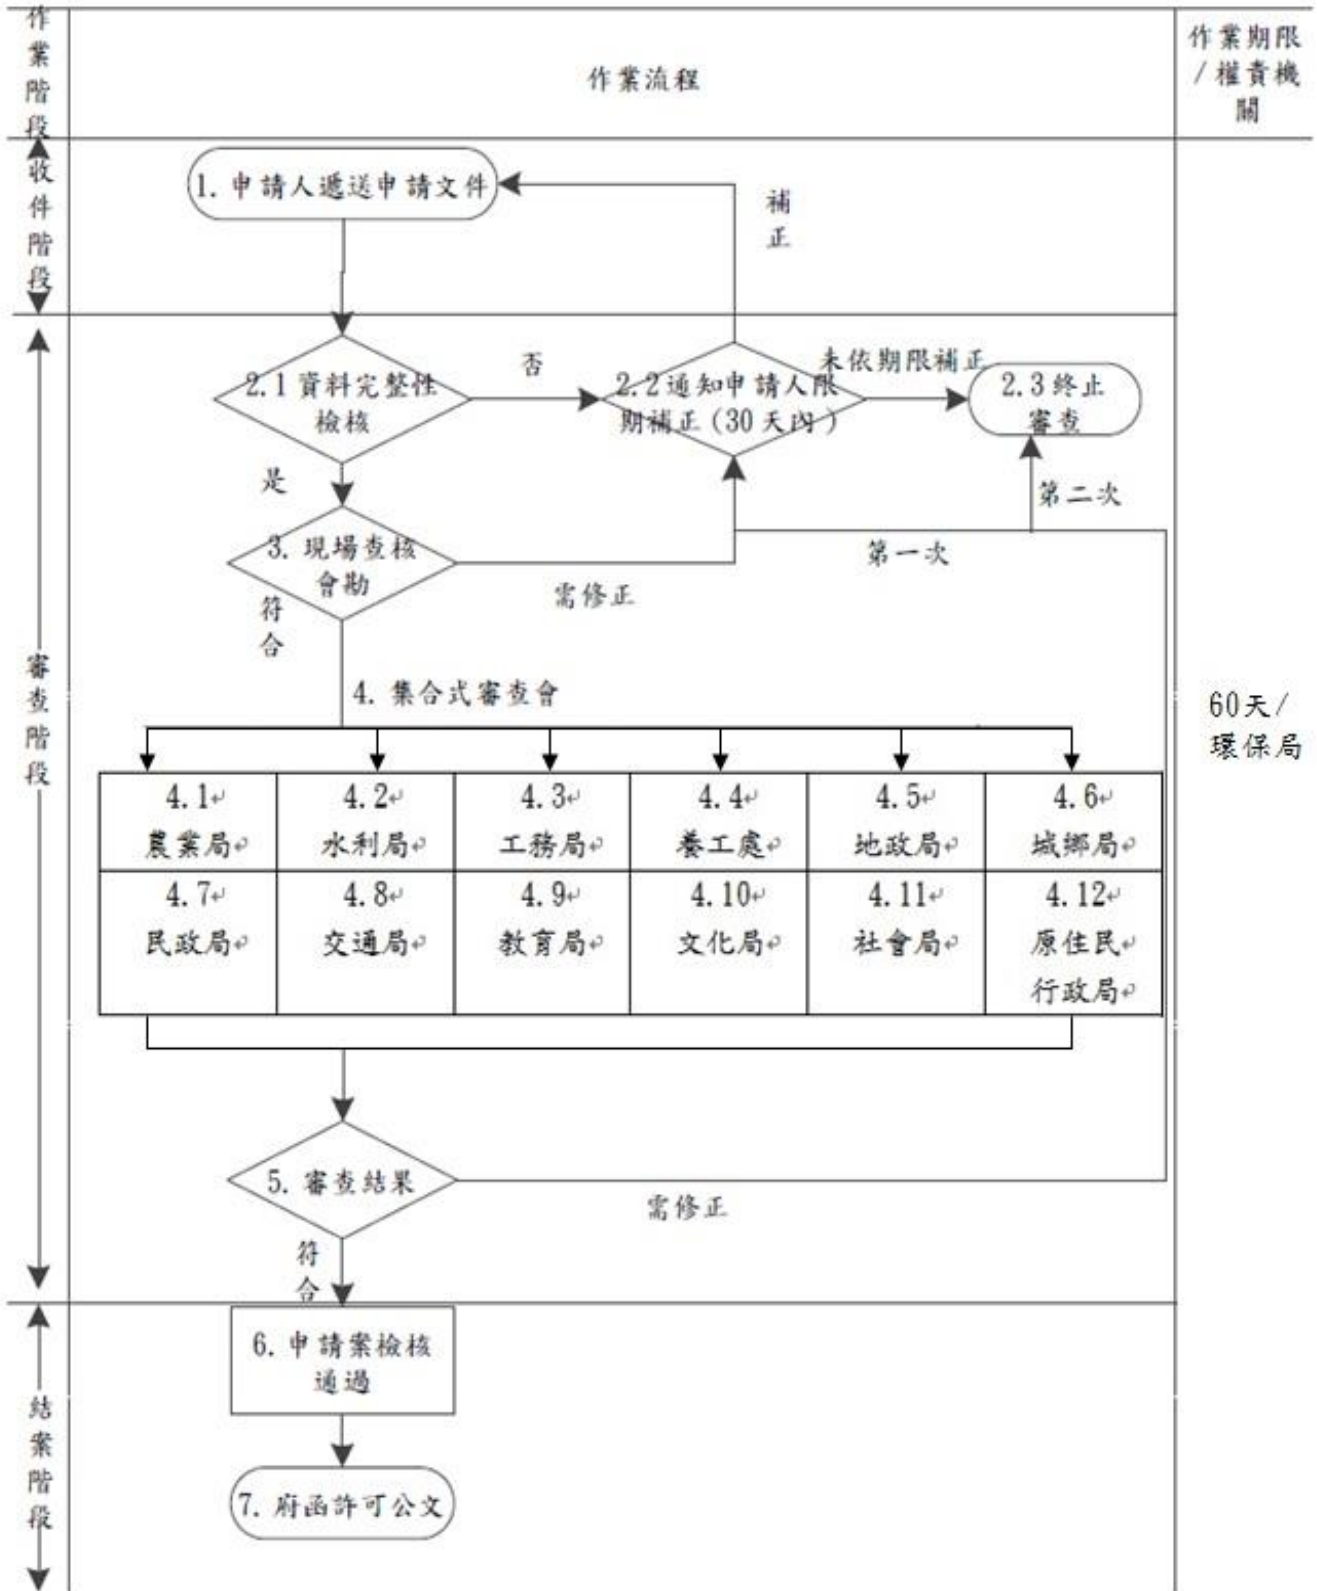 作
業
階
段
作業流程
作業期限
/權責機
關
收
件
階
段
1. 申請人遞送申請文件
補
正
審
查
階
段
2.1 資料完整性
檢核
否
2.2 通知申請人限
期補正(30天內)
未依期限補正
2.3 終止
審查
是
第二次
3. 現場查核
會勘
第一次
需修正
符
合
4. 集合式審查會
60天/
環保局
4.1
農業局
4.2
水利局
4.3
工務局
4.4
養工處
4.5
地政局
4.6
城鄉局
4.7
民政局
4.8
交通局
4.9
教育局
4.10
文化局
4.11
社會局
4.12
原住民
行政局
5. 審查結果
需修正
符
合
結
案
階
段
6. 申請案檢核
通過
7. 府函許可公文